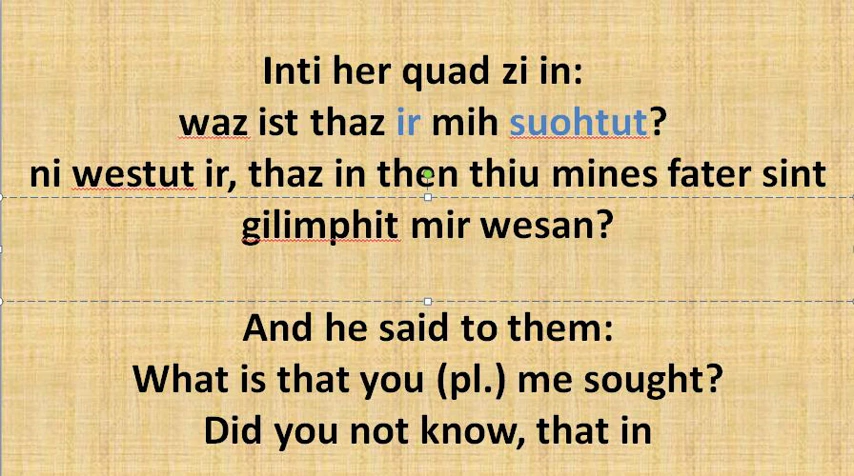 Inti her quad zi in:
waz ist thaz ir mih suohtut?
ni westut ir, thaz in then thiu mines fater sint
gilimphit mir wesan?
And he said to them:
What is that you (pl.) me sought?
Did you not know, that in